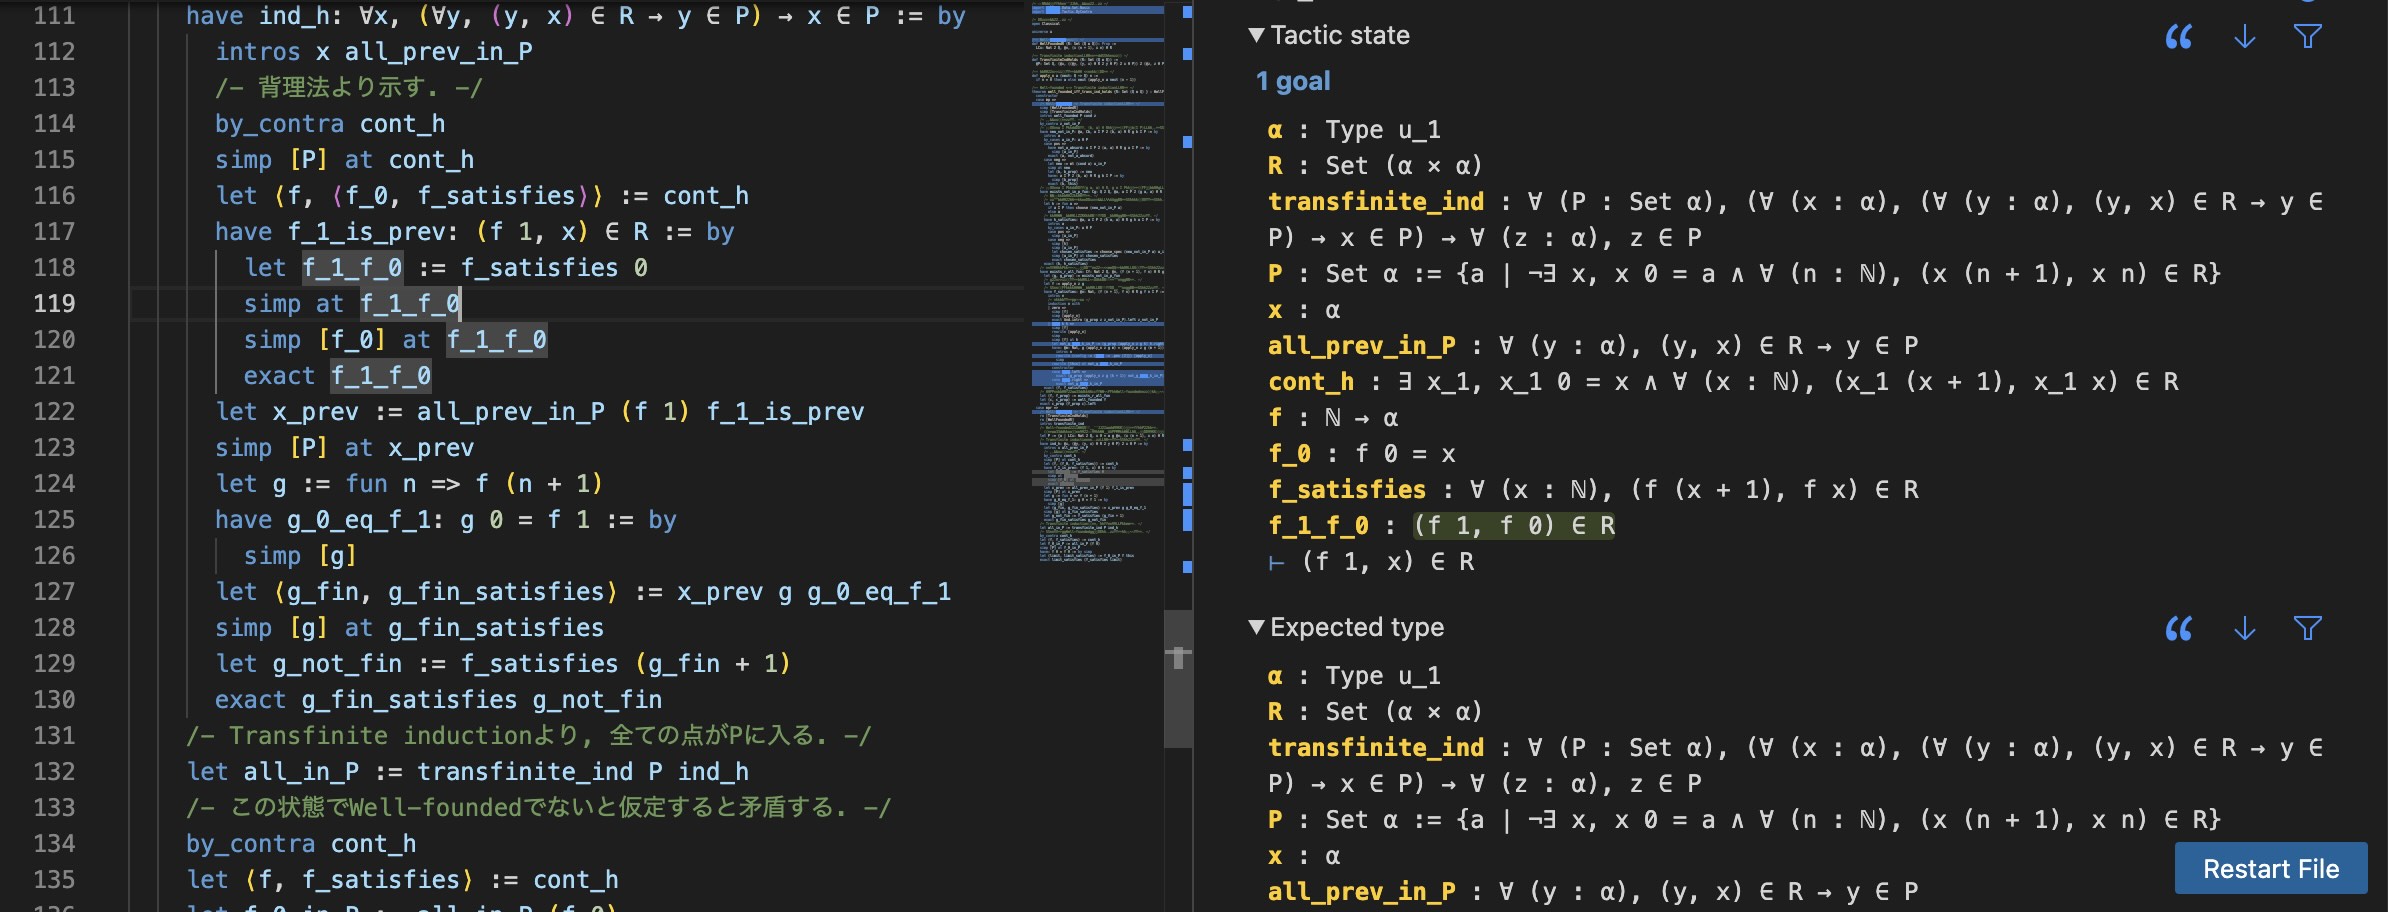 111 have ind_h: ∀x, (∀y, (y, x) ∈ R → y ∈ P) → x ∈ P := by
112 intros x all_prev_in_P
113 /- 背理法より示す. -/
114 by_contra cont_h
115 simp [P] at cont_h
116 let ⟨f, ⟨f_0, f_satisfies⟩⟩ := cont_h
117 have f_1_is_prev: (f 1, x) ∈ R := by
118 let f_1_f_0 := f_satisfies 0
119 simp at f_1_f_0
120 simp [f_0] at f_1_f_0
121 exact f_1_f_0
122 let x_prev := all_prev_in_P (f 1) f_1_is_prev
123 simp [P] at x_prev
124 let g := fun n => f (n + 1)
125 have g_0_eq_f_1: g 0 = f 1 := by
126 simp [g]
127 let ⟨g_fin, g_fin_satisfies⟩ := x_prev g g_0_eq_f_1
128 simp [g] at g_fin_satisfies
129 let g_not_fin := f_satisfies (g_fin + 1)
130 exact g_fin_satisfies g_not_fin
131 /- Transfinite inductionより, 全ての点がPに入る. -/
132 let all_in_P := transfinite_ind P ind_h
133 /- この状態でWell-foundedでないと仮定すると矛盾する. -/
134 by_contra cont_h
135 let ⟨f, f_satisfies⟩ := cont_h
▼Tactic state
1 goal
α : Type u_1
R : Set (α × α)
transfinite_ind : ∀ (P : Set α), (∀ (x : α), (∀ (y : α), (y, x) ∈ R → y ∈
P) → x ∈ P) → ∀ (z : α), z ∈ P
P : Set α := {a | ¬∃ x, x 0 = a ∧ ∀ (n : ℕ), (x (n + 1), x n) ∈ R}
x : α
all_prev_in_P : ∀ (y : α), (y, x) ∈ R → y ∈ P
cont_h : ∃ x_1, x_1 0 = x ∧ ∀ (x : ℕ), (x_1 (x + 1), x_1 x) ∈ R
f : ℕ → α
f_0 : f 0 = x
f_satisfies : ∀ (x : ℕ), (f (x + 1), f x) ∈ R
f_1_f_0 : (f 1, f 0) ∈ R
⊢ (f 1, x) ∈ R
▼Expected type
α : Type u_1
R : Set (α × α)
transfinite_ind : ∀ (P : Set α), (∀ (x : α), (∀ (y : α), (y, x) ∈ R → y ∈
P) → x ∈ P) → ∀ (z : α), z ∈ P
P : Set α := {a | ¬∃ x, x 0 = a ∧ ∀ (n : ℕ), (x (n + 1), x n) ∈ R}
x : α
all_prev_in_P : ∀ (y : α), (y, x) ∈ R → y ∈ P
Restart File